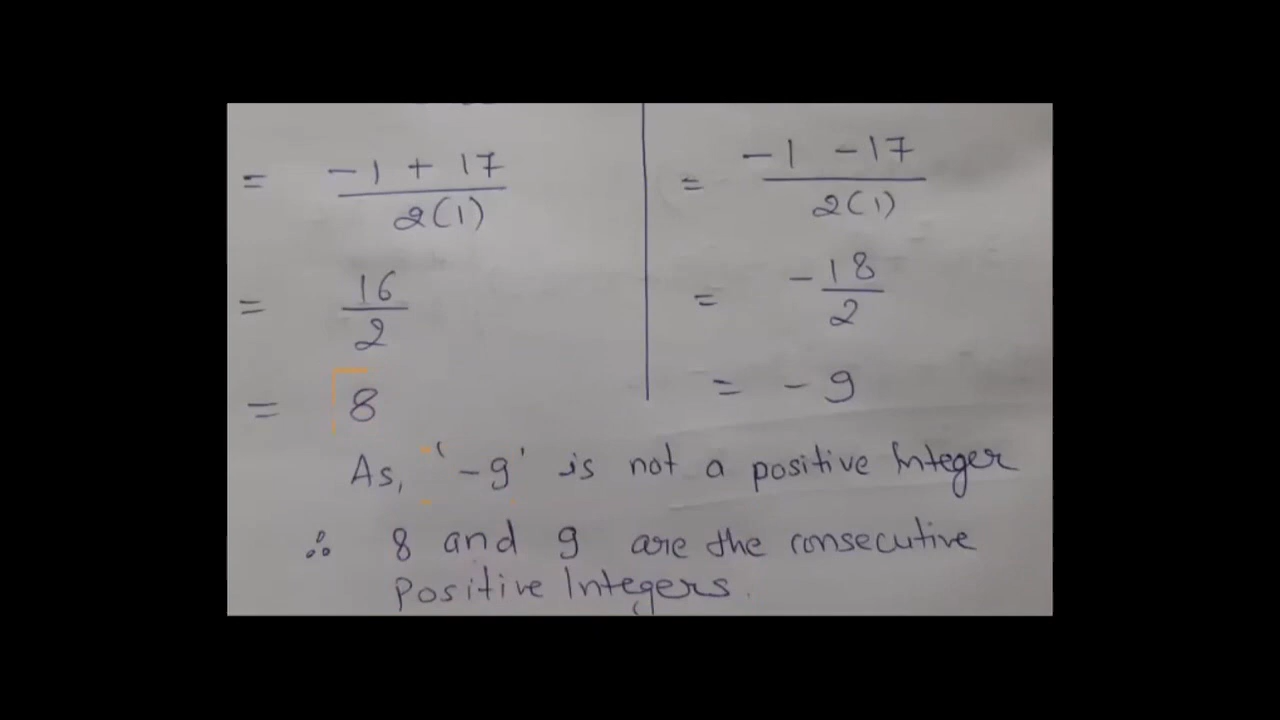 = -1 + 17 / 2(1)
= 16 / 2
= 8
= -1 -17 / 2(1)
= -18 / 2
= -9
As, '-9' is not a positive Integer
∴ 8 and 9 are the consecutive
Positive Integers.